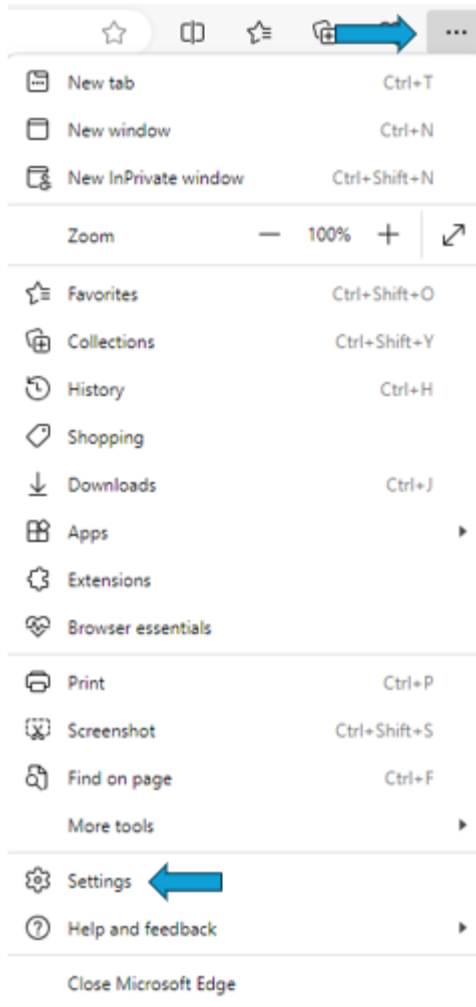 New tab Ctrl+T
New window Ctrl+N
New InPrivate window Ctrl+Shift+N
Zoom — 100% +
Favorites Ctrl+Shift+O
Collections Ctrl+Shift+Y
History Ctrl+H
Shopping
Downloads Ctrl+J
Apps
Extensions
Browser essentials
Print Ctrl+P
Screenshot Ctrl+Shift+S
Find on page Ctrl+F
More tools
Settings
Help and feedback
Close Microsoft Edge